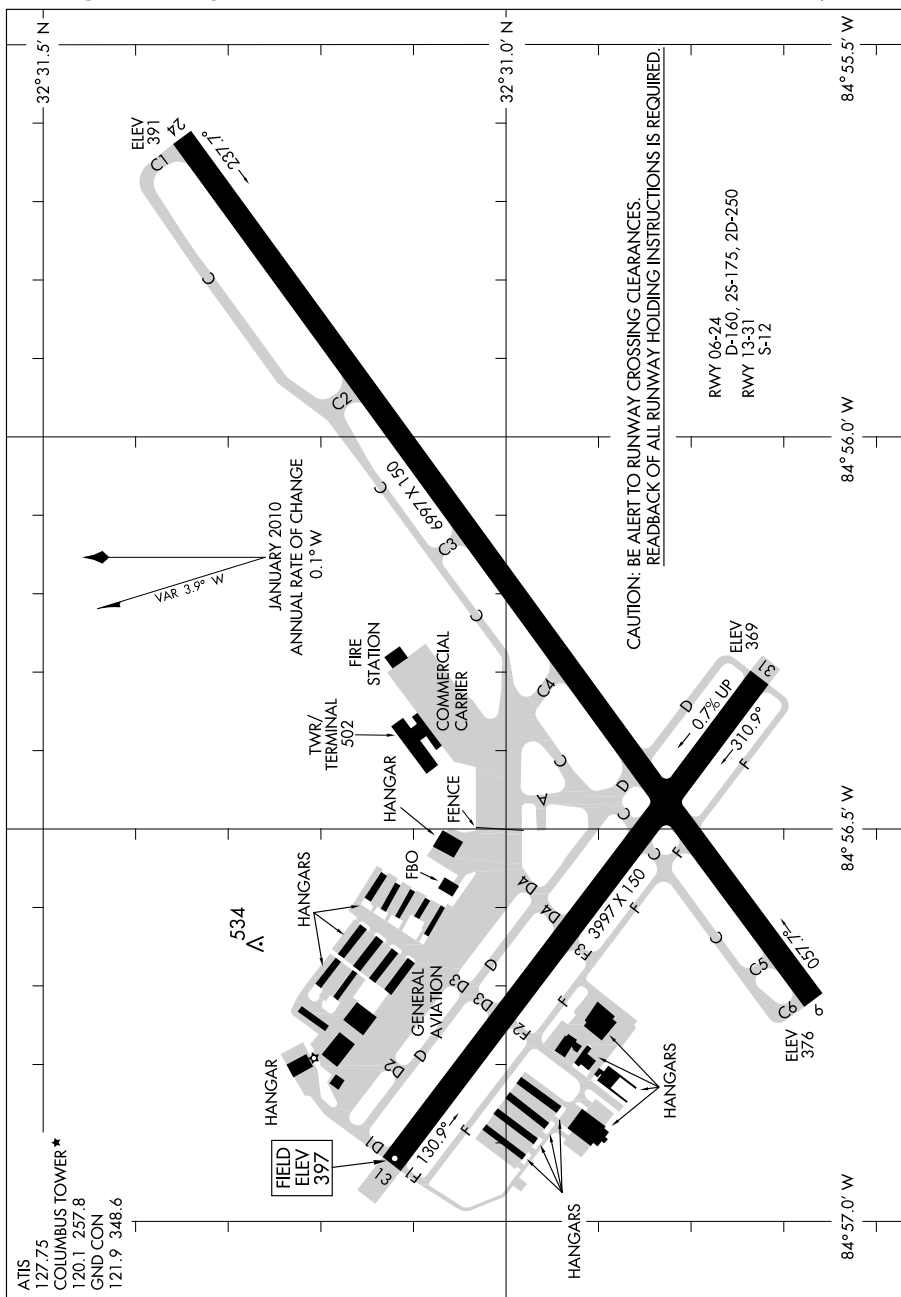 ATIS
127.75
COLUMBUS TOWER★
120.1 257.8
GND CON
121.9 348.6
32° 31.5' N
32° 31.0' N
84° 55.5' W
84° 56.0' W
84° 56.5' W
84° 57.0' W
JANUARY 2010
ANNUAL RATE OF CHANGE
0.1° W
VAR 3.9° W
CAUTION: BE ALERT TO RUNWAY CROSSING CLEARANCES.
READBACK OF ALL RUNWAY HOLDING INSTRUCTIONS IS REQUIRED.
RWY 06-24
D-160, 2S-175, 2D-250
RWY 13-31
S-12
ELEV
391
24
237.7°
C1
C
C2
C
6997 X 150
C3
C
FIRE
STATION
TWR/
TERMINAL
502
COMMERCIAL
CARRIER
HANGAR
FENCE
FBO
HANGARS
534
GENERAL
AVIATION
HANGAR
FIELD
ELEV
397
13
130.9°
D1
D2
D
D3
D3
D
D4
D4
3997 X 150
A
C
C4
C
D
D
0.7% UP
310.9°
31
ELEV
369
F
F
C
F
F3
F
F2
F
F1
C
C5
C6
057.7°
6
ELEV
376
HANGARS
HANGARS